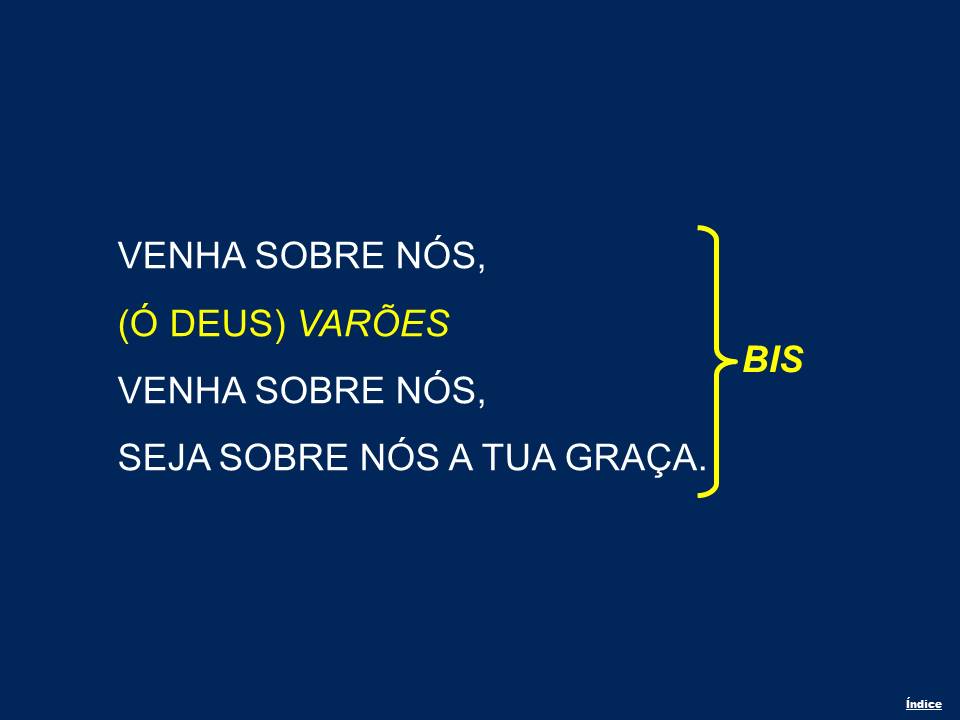 VENHA SOBRE NÓS,
(Ó DEUS) VARÕES
VENHA SOBRE NÓS,
SEJA SOBRE NÓS A TUA GRAÇA.
BIS
Índice